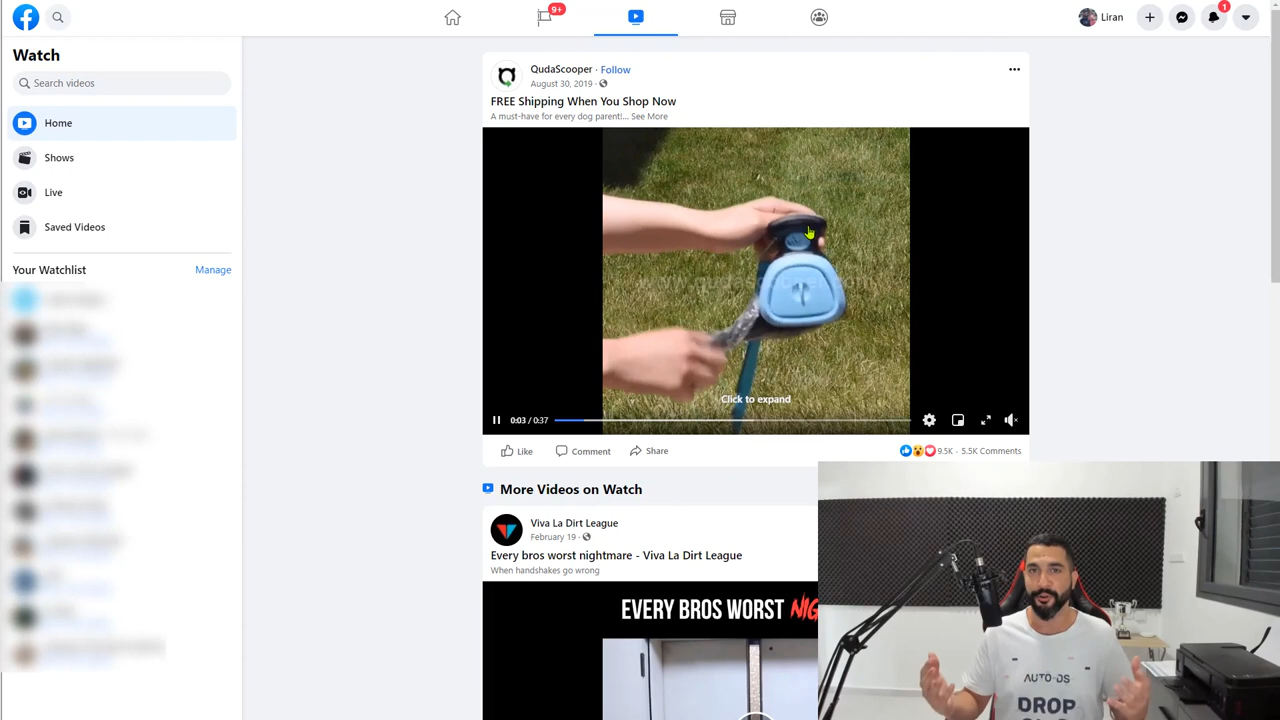 9+
Liran
1
Watch
Search videos
Home
Shows
Live
Saved Videos
Your Watchlist
Manage
QudaScooper · Follow
August 30, 2019 ·
FREE Shipping When You Shop Now
A must-have for every dog parent!... See More
Click to expand
0:03 / 0:37
Like
Comment
Share
9.5K · 5.5K Comments
More Videos on Watch
Viva La Dirt League
February 19 ·
Every bros worst nightmare - Viva La Dirt League
When handshakes go wrong
EVERY BROS WORST
AUTO-DS
DROP